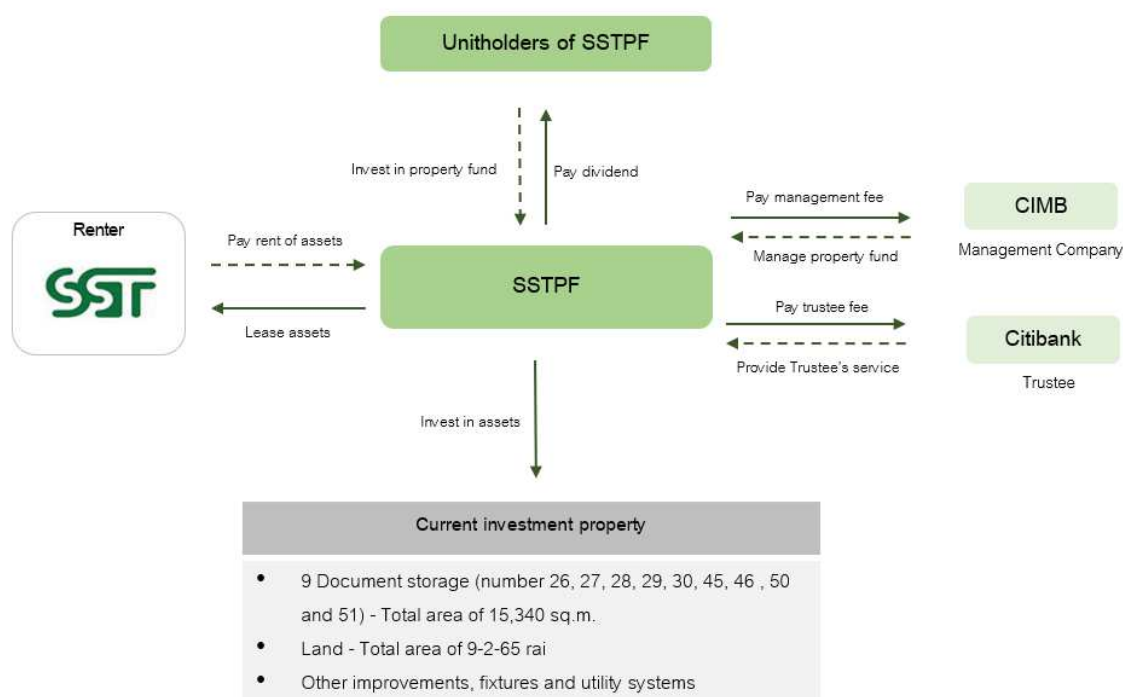 Unitholders of SSTPF
Invest in property fund
Pay dividend
Renter
SST
Pay rent of assets
Lease assets
SSTPF
Pay management fee
Manage property fund
CIMB
Management Company
Pay trustee fee
Provide Trustee's service
Citibank
Trustee
Invest in assets
Current investment property
• 9 Document storage (number 26, 27, 28, 29, 30, 45, 46 , 50
and 51) - Total area of 15,340 sq.m.
• Land - Total area of 9-2-65 rai
• Other improvements, fixtures and utility systems